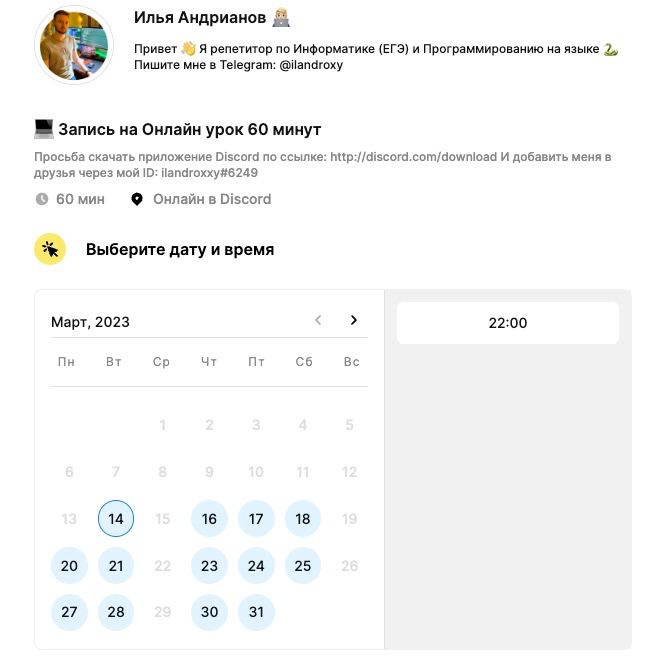 Илья Андрианов 👨🏼‍💻
Привет 👋 Я репетитор по Информатике (ЕГЭ) и Программированию на языке 🐍
Пишите мне в Telegram: @ilandroxy
💻 Запись на Онлайн урок 60 минут
Просьба скачать приложение Discord по ссылке: http://discord.com/download И добавить меня в
друзья через мой ID: ilandroxxy#6249
60 мин Онлайн в Discord
Выберите дату и время
Март, 2023
22:00
Пн Вт Ср Чт Пт Сб Вс
1 2 3 4 5
6 7 8 9 10 11 12
13 14 15 16 17 18 19
20 21 22 23 24 25 26
27 28 29 30 31